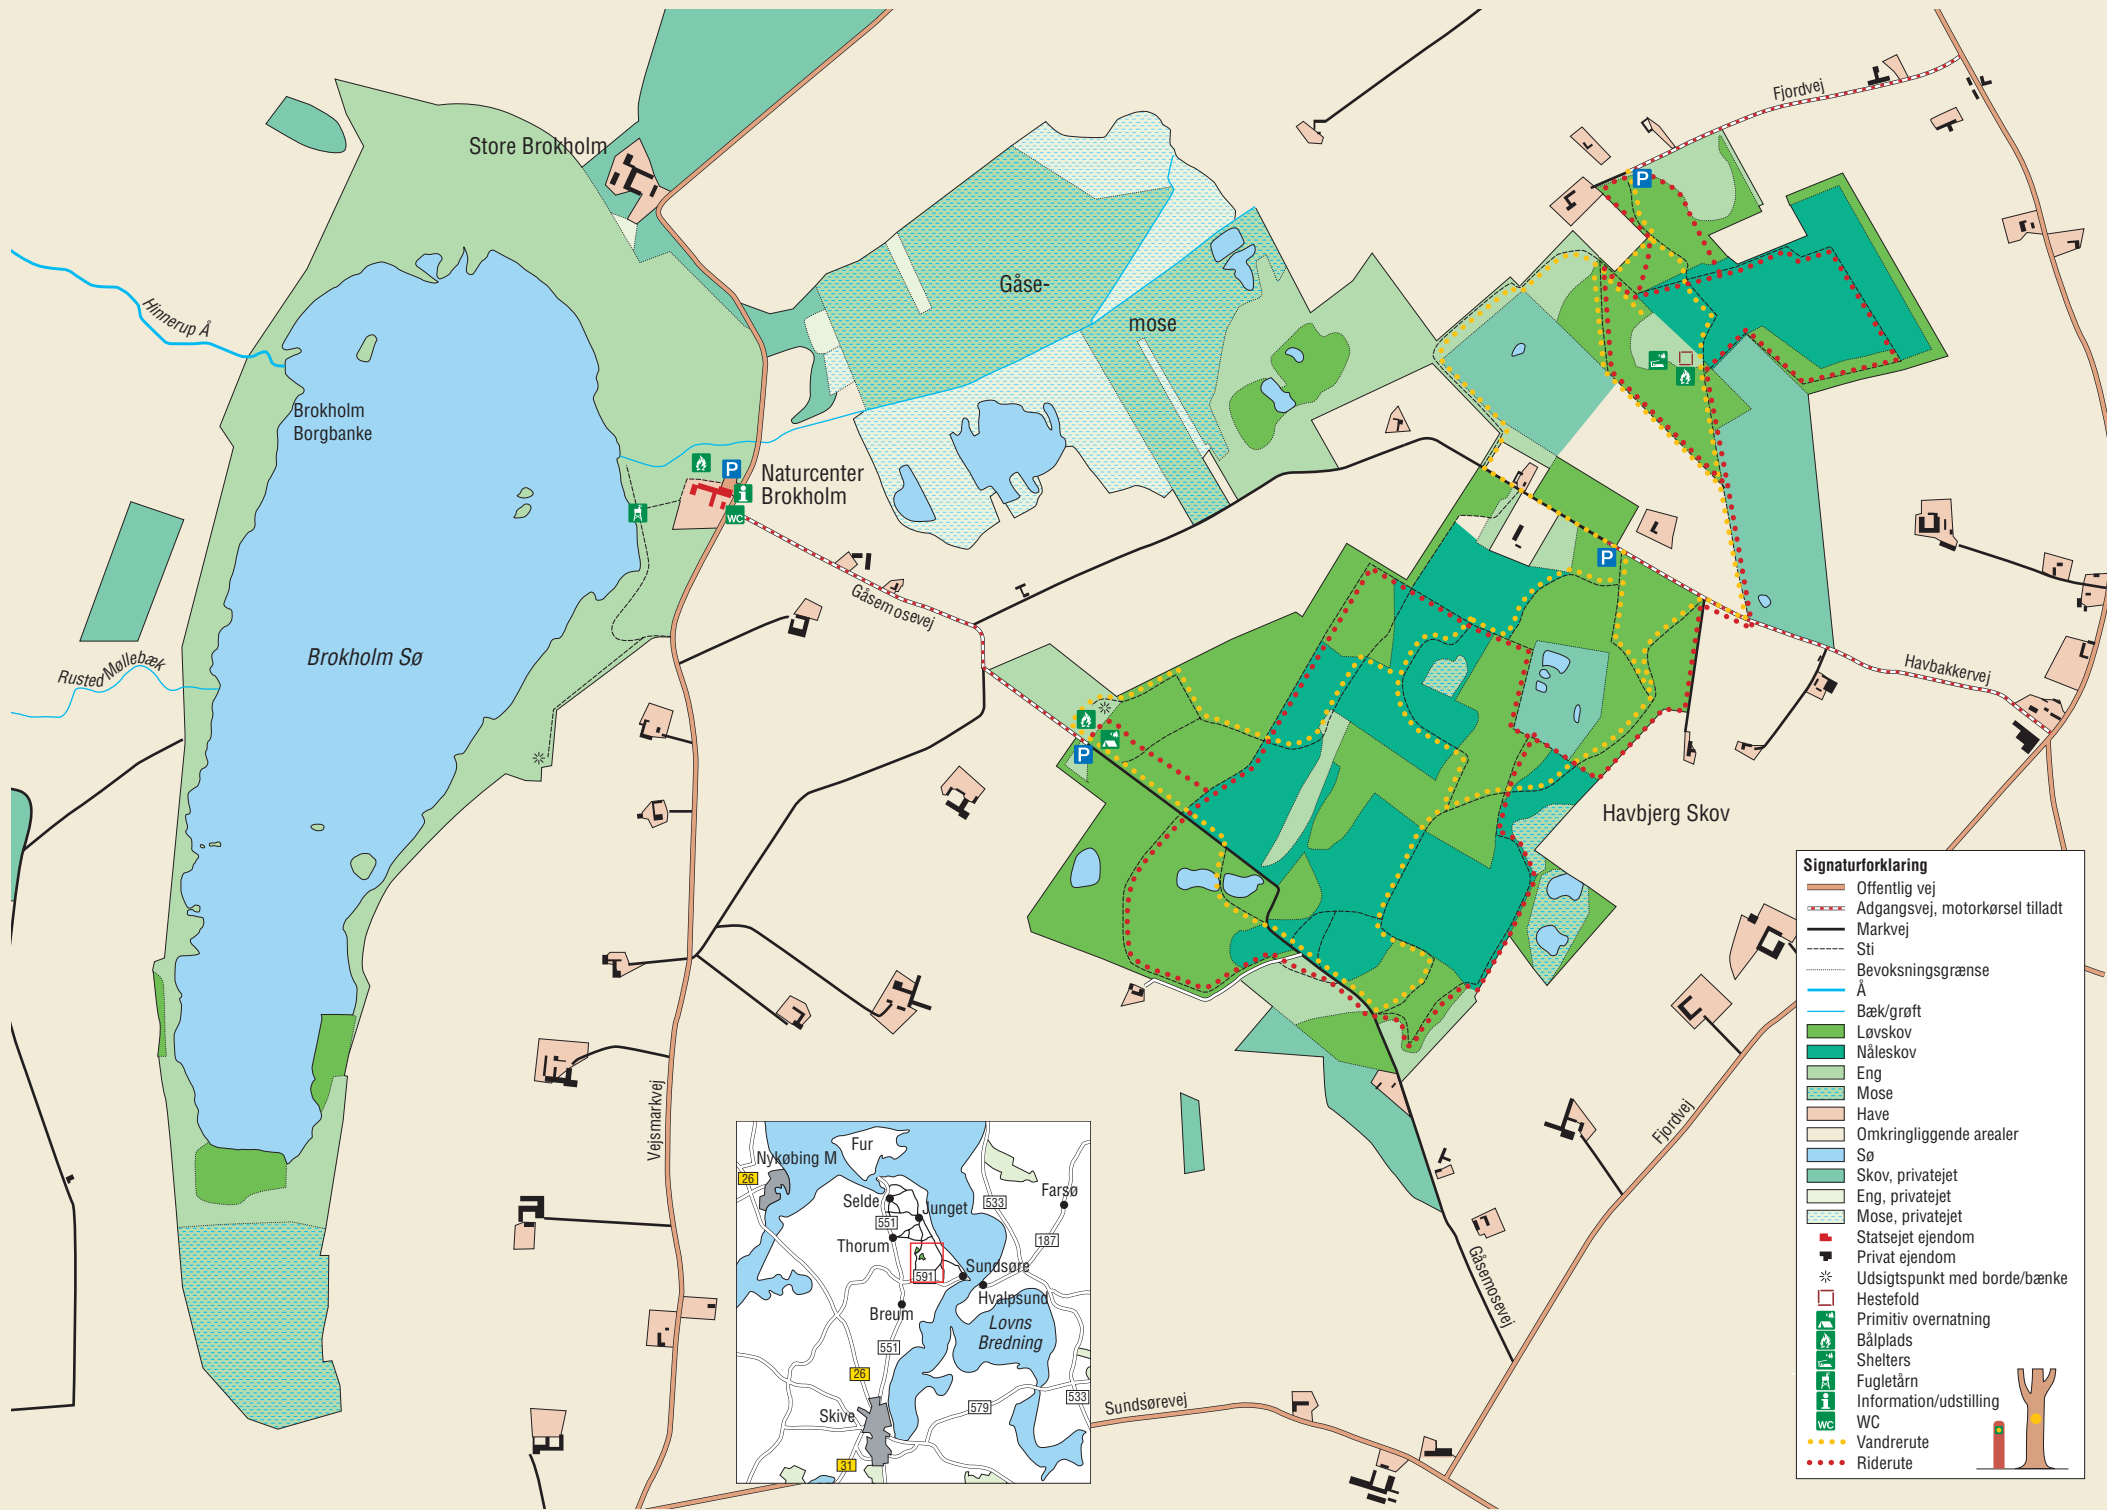 Fjordvej
Store Brokholm
Gåse-
mose
Hinnerup Å
Brokholm
Borgbanke
Naturcenter
Brokholm
P
P
P
P
WC
Gåsemosevej
Brokholm Sø
Rusted Møllebæk
Havbakkervej
Havbjerg Skov
Vejsmarkvej
Fjordvej
Gåsemosevej
Sundsørevej
Fur
Nykøbing M
26
Selde
551
Junget
533
Farsø
Thorum
187
591
Sundsøre
Hvalpsund
Breum
Lovns
Bredning
551
26
533
579
Skive
31
Signaturforklaring
Offentlig vej
Adgangsvej, motorkørsel tilladt
Markvej
Sti
Bevoksningsgrænse
Å
Bæk/grøft
Løvskov
Nåleskov
Eng
Mose
Have
Omkringliggende arealer
Sø
Skov, privatejet
Eng, privatejet
Mose, privatejet
Statsejet ejendom
Privat ejendom
Udsigtspunkt med borde/bænke
Hestefold
Primitiv overnatning
Bålplads
Shelters
Fugletårn
Information/udstilling
WC WC
Vandrerute
Riderute